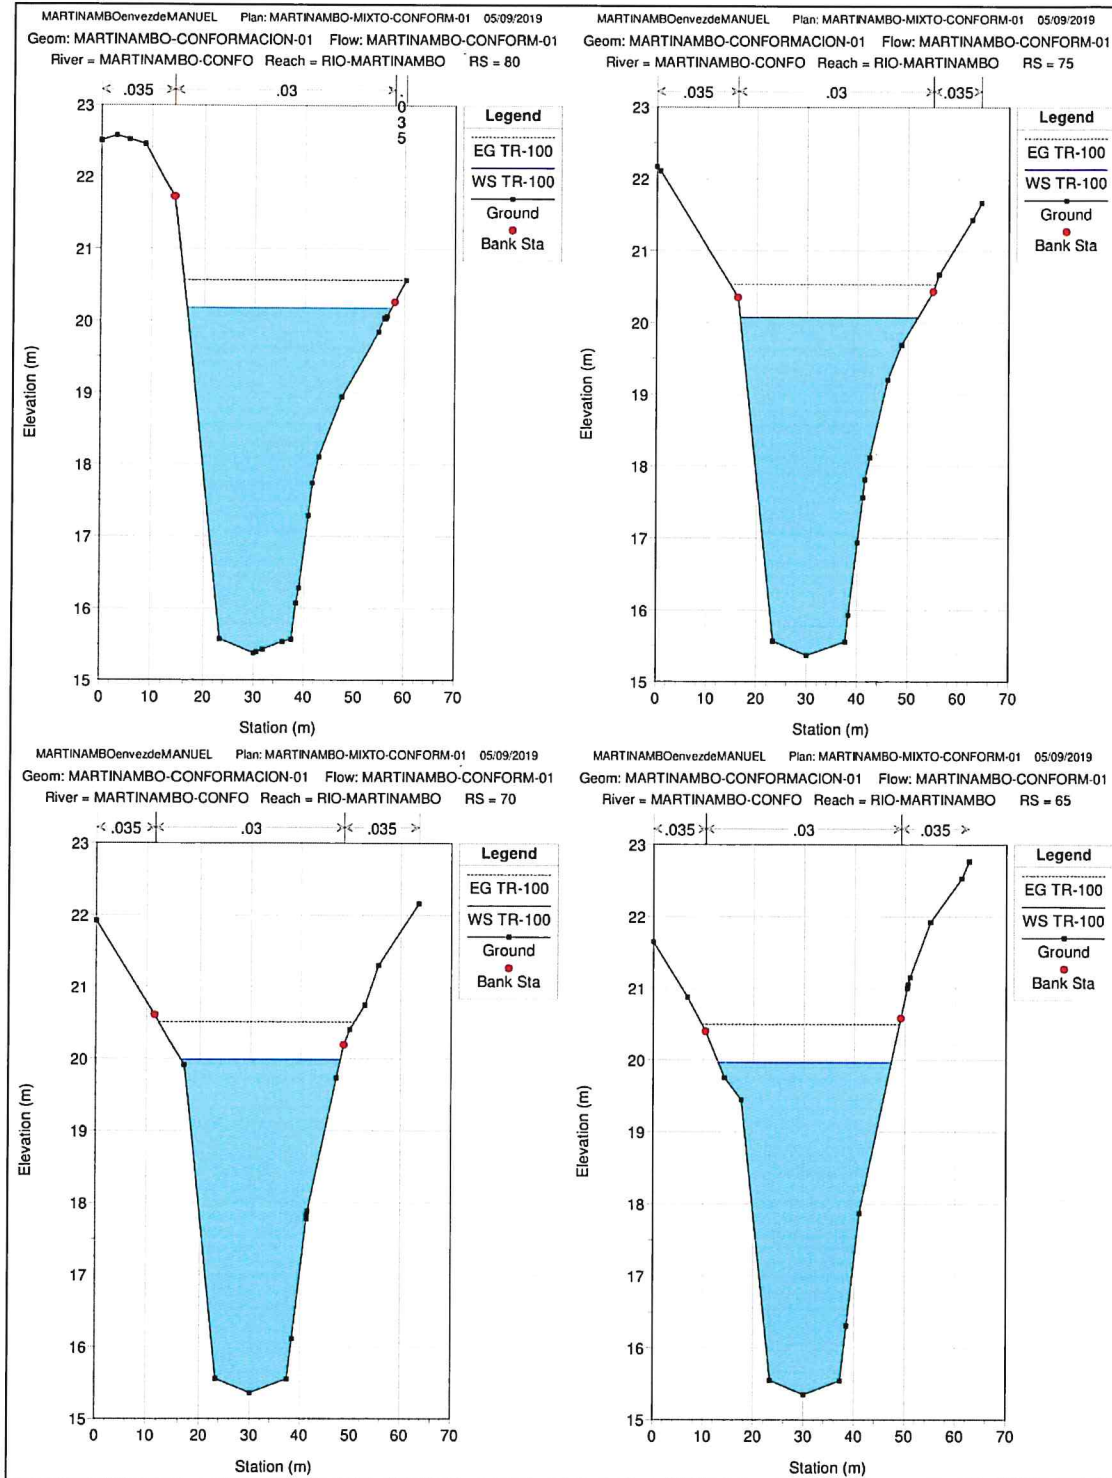 MARTINAMBOenvezdeMANUEL Plan: MARTINAMBO-MIXTO-CONFORM-01 05/09/2019
Geom: MARTINAMBO-CONFORMACION-01 Flow: MARTINAMBO-CONFORM-01
River = MARTINAMBO-CONFO Reach = RIO-MARTINAMBO RS = 80
.035 .03 .035
23
22
21
20
19
18
17
16
15
Elevation (m)
0 10 20 30 40 50 60 70
Station (m)
Legend
EG TR-100
WS TR-100
Ground
Bank Sta
MARTINAMBOenvezdeMANUEL Plan: MARTINAMBO-MIXTO-CONFORM-01 05/09/2019
Geom: MARTINAMBO-CONFORMACION-01 Flow: MARTINAMBO-CONFORM-01
River = MARTINAMBO-CONFO Reach = RIO-MARTINAMBO RS = 75
.035 .03 .035
23
22
21
20
19
18
17
16
15
Elevation (m)
0 10 20 30 40 50 60 70
Station (m)
Legend
EG TR-100
WS TR-100
Ground
Bank Sta
MARTINAMBOenvezdeMANUEL Plan: MARTINAMBO-MIXTO-CONFORM-01 05/09/2019
Geom: MARTINAMBO-CONFORMACION-01 Flow: MARTINAMBO-CONFORM-01
River = MARTINAMBO-CONFO Reach = RIO-MARTINAMBO RS = 70
.035 .03 .035
23
22
21
20
19
18
17
16
15
Elevation (m)
0 10 20 30 40 50 60 70
Station (m)
Legend
EG TR-100
WS TR-100
Ground
Bank Sta
MARTINAMBOenvezdeMANUEL Plan: MARTINAMBO-MIXTO-CONFORM-01 05/09/2019
Geom: MARTINAMBO-CONFORMACION-01 Flow: MARTINAMBO-CONFORM-01
River = MARTINAMBO-CONFO Reach = RIO-MARTINAMBO RS = 65
.035 .03 .035
23
22
21
20
19
18
17
16
15
Elevation (m)
0 10 20 30 40 50 60 70
Station (m)
Legend
EG TR-100
WS TR-100
Ground
Bank Sta